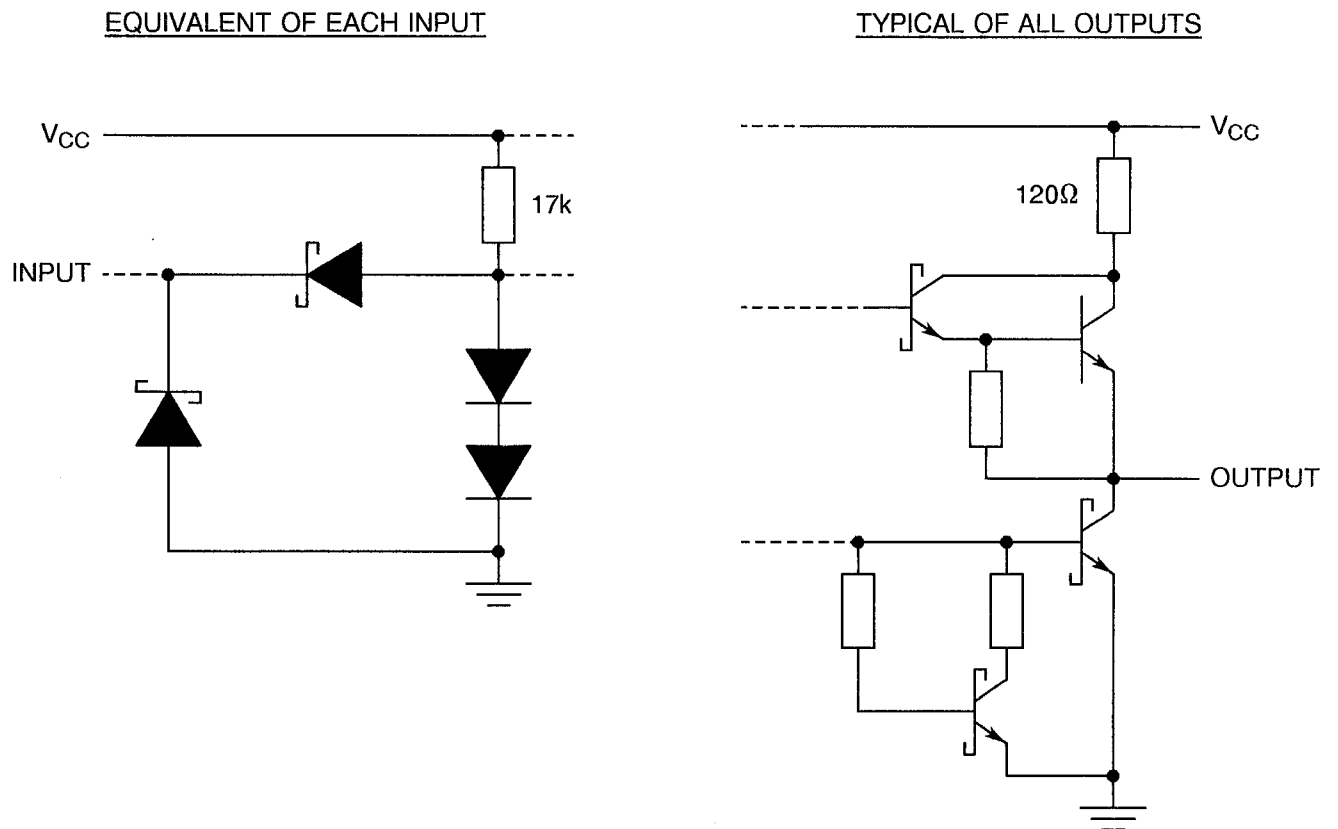 EQUIVALENT OF EACH INPUT
VCC
17k
INPUT
TYPICAL OF ALL OUTPUTS
VCC
120Ω
OUTPUT